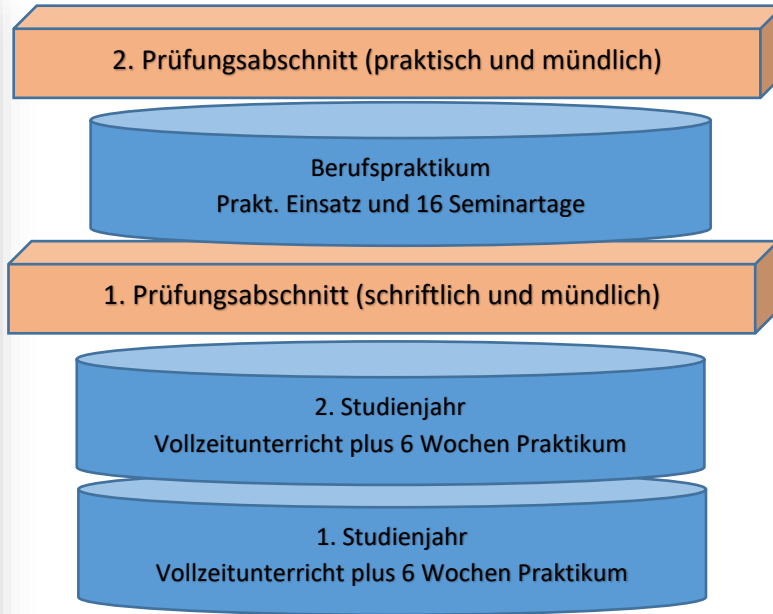 2. Prüfungsabschnitt (praktisch und mündlich)
Berufspraktikum
Prakt. Einsatz und 16 Seminartage
1. Prüfungsabschnitt (schriftlich und mündlich)
2. Studienjahr
Vollzeitunterricht plus 6 Wochen Praktikum
1. Studienjahr
Vollzeitunterricht plus 6 Wochen Praktikum